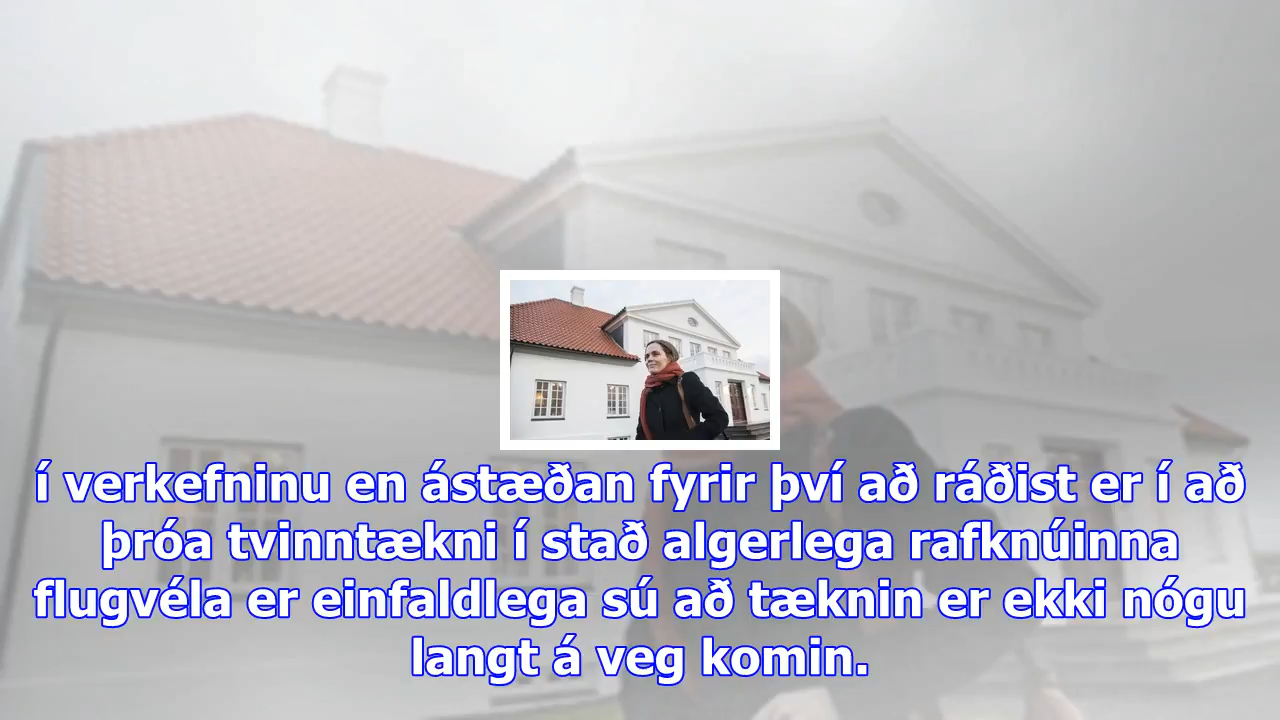 í verkefninu en ástæðan fyrir því að ráðist er í að
þróa tvinntækni í stað algerlega rafknúinna
flugvéla er einfaldlega sú að tæknin er ekki nógu
langt á veg komin.